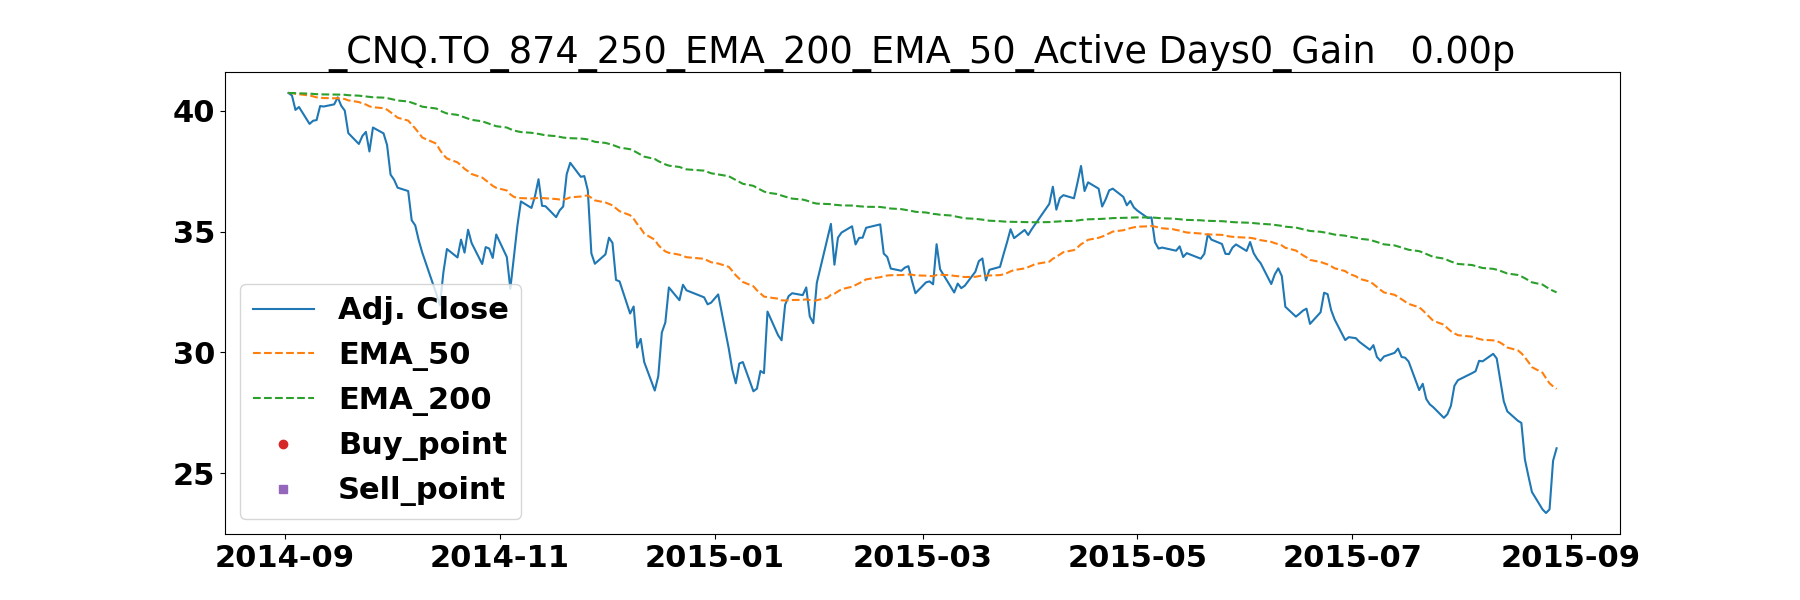 _CNQ.TO_874_250_EMA_200_EMA_50_Active Days0_Gain   0.00p
40
35
30
25
Adj. Close
EMA_50
EMA_200
Buy_point
Sell_point
2014-09 2014-11 2015-01 2015-03 2015-05 2015-07 2015-09